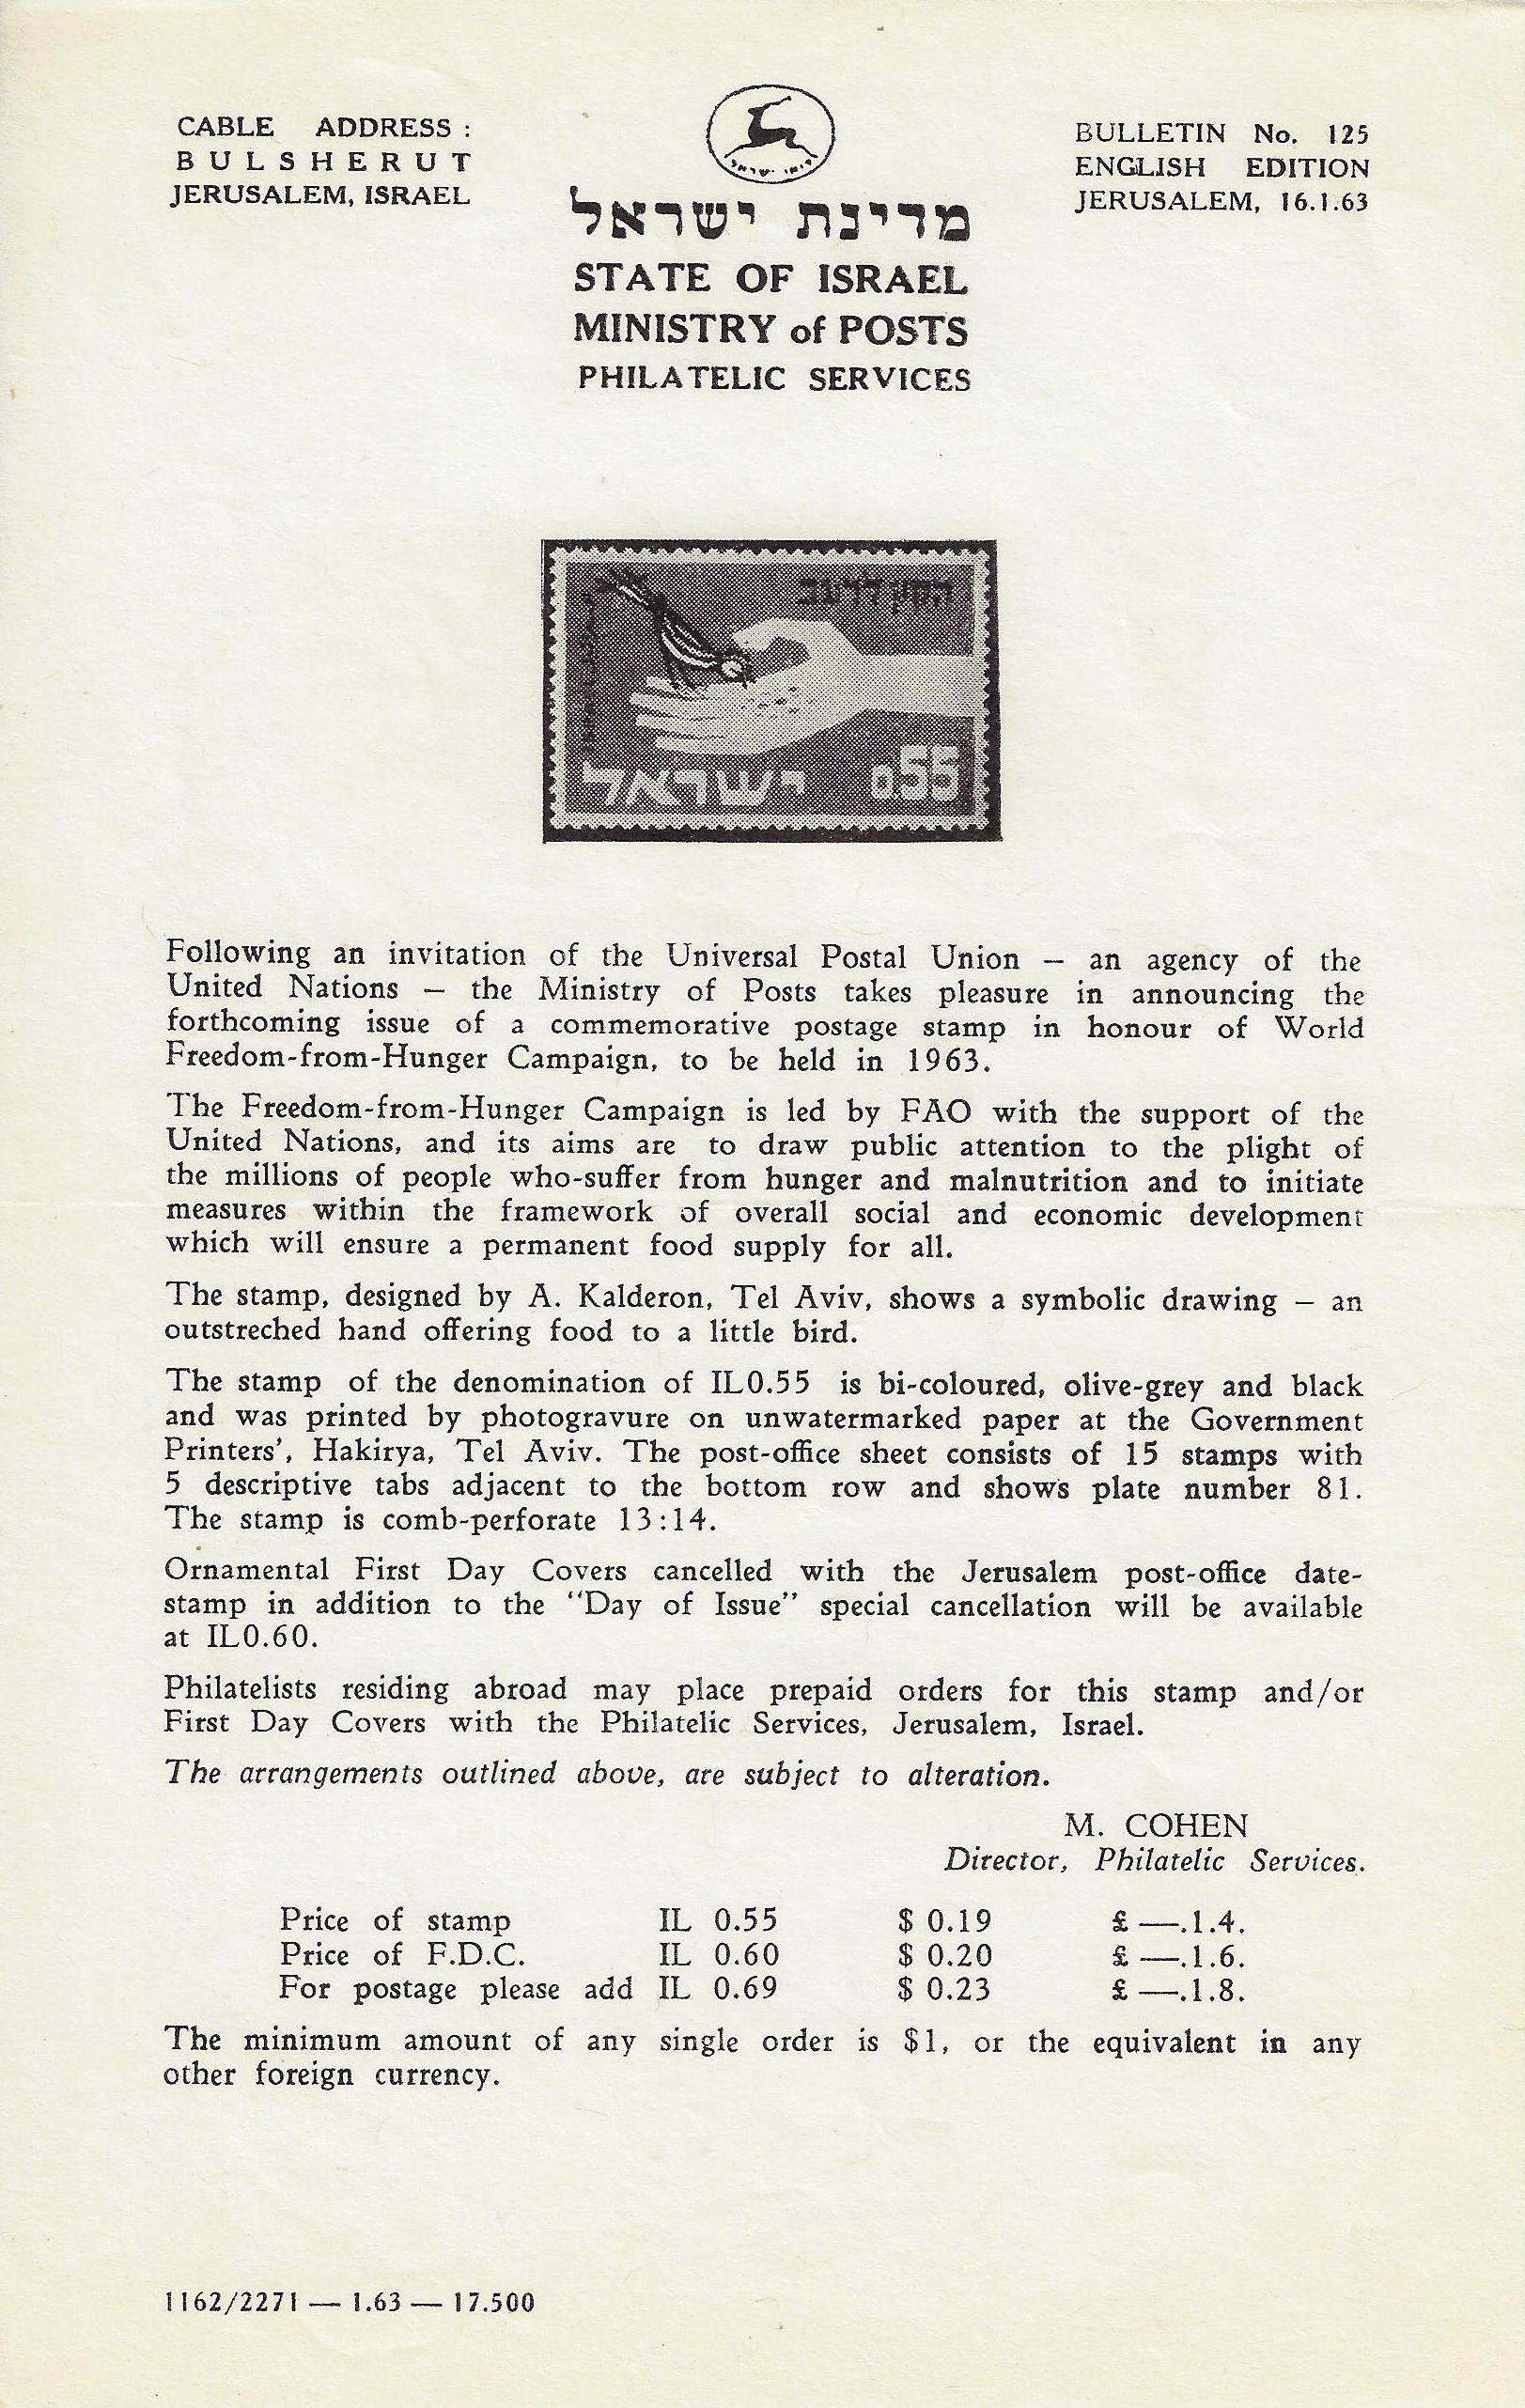 CABLE ADDRESS :
BULSHERUT
JERUSALEM, ISRAEL
BULLETIN No. 125
ENGLISH EDITION
JERUSALEM, 16.1.63
מדינת ישראל
STATE OF ISRAEL
MINISTRY of POSTS
PHILATELIC SERVICES
ישראל 0.55
Following an invitation of the Universal Postal Union – an agency of the
United Nations – the Ministry of Posts takes pleasure in announcing the
forthcoming issue of a commemorative postage stamp in honour of World
Freedom-from-Hunger Campaign, to be held in 1963.
The Freedom-from-Hunger Campaign is led by FAO with the support of the
United Nations, and its aims are to draw public attention to the plight of
the millions of people who-suffer from hunger and malnutrition and to initiate
measures within the framework of overall social and economic development
which will ensure a permanent food supply for all.
The stamp, designed by A. Kalderon, Tel Aviv, shows a symbolic drawing – an
outstreched hand offering food to a little bird.
The stamp of the denomination of IL0.55 is bi-coloured, olive-grey and black
and was printed by photogravure on unwatermarked paper at the Government
Printers', Hakirya, Tel Aviv. The post-office sheet consists of 15 stamps with
5 descriptive tabs adjacent to the bottom row and shows plate number 81.
The stamp is comb-perforate 13:14.
Ornamental First Day Covers cancelled with the Jerusalem post-office date-
stamp in addition to the "Day of Issue" special cancellation will be available
at IL0.60.
Philatelists residing abroad may place prepaid orders for this stamp and/or
First Day Covers with the Philatelic Services, Jerusalem, Israel.
The arrangements outlined above, are subject to alteration.
M. COHEN
Director, Philatelic Services.
Price of stamp IL 0.55 $ 0.19 £ —.1.4.
Price of F.D.C. IL 0.60 $ 0.20 £ —.1.6.
For postage please add IL 0.69 $ 0.23 £ —.1.8.
The minimum amount of any single order is $1, or the equivalent in any
other foreign currency.
1162/2271 — 1.63 — 17.500